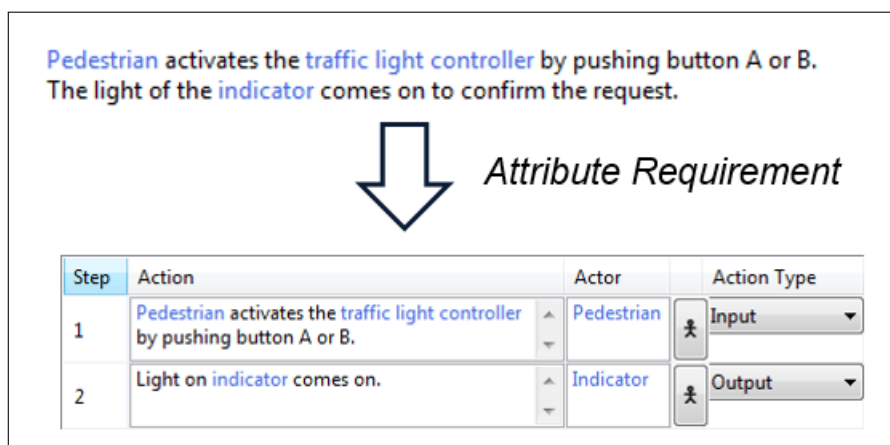 Pedestrian activates the traffic light controller by pushing button A or B.
The light of the indicator comes on to confirm the request.
Attribute Requirement
Step Action Actor Action Type
1 Pedestrian activates the traffic light controller Pedestrian Input
by pushing button A or B.
2 Light on indicator comes on. Indicator Output